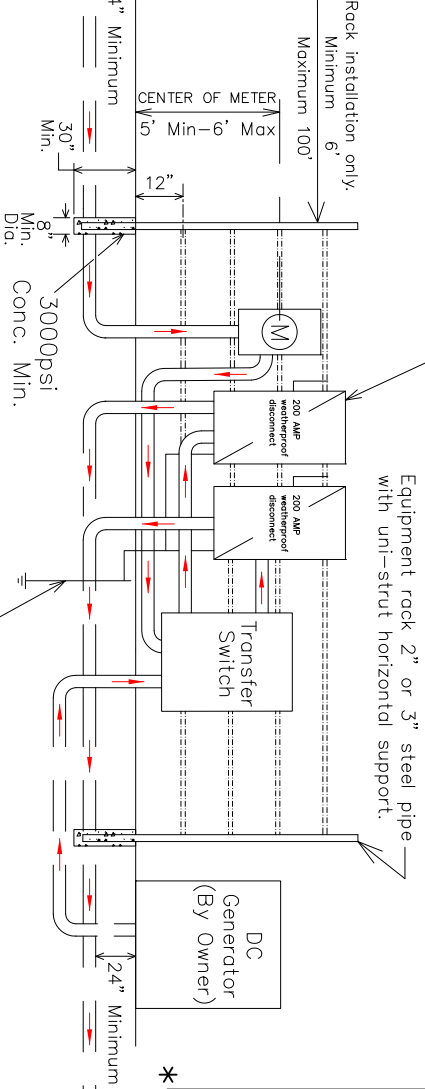 Rack installation only.
Minimum 6'
Maximum 100'
CENTER OF METER
5' Min-6' Max
4" Minimum
12"
30"
Min.
8"
Min.
Dia.
3000psi
Conc. Min.
M
200 AMP
weatherproof
disconnect
200 AMP
weatherproof
disconnect
Equipment rack 2" or 3" steel pipe
with uni-strut horizontal support.
Transfer
Switch
DC
Generator
(By Owner)
24" Minimum
*